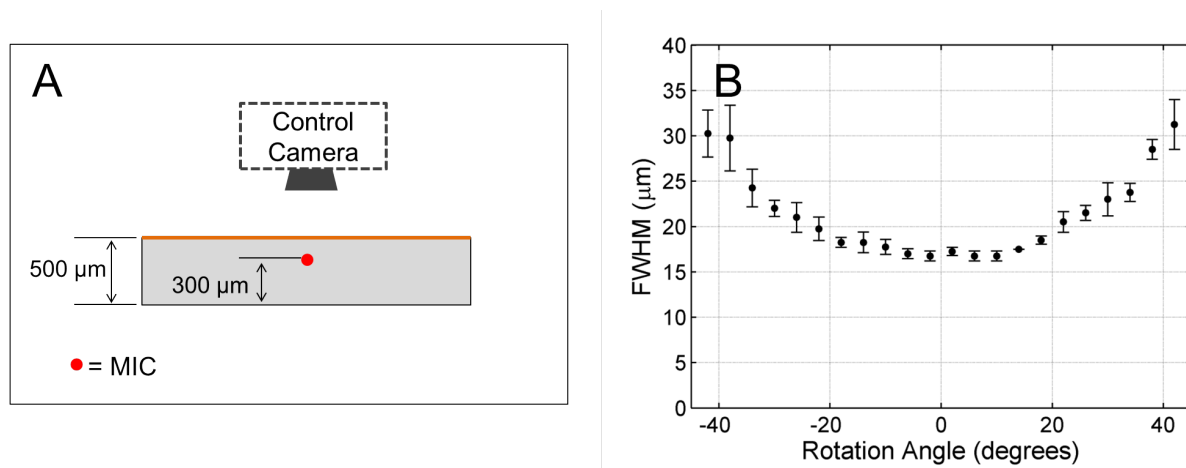 A
Control
Camera
500 µm
300 µm
= MIC
B
40
35
30
25
20
15
10
5
0
FWHM (µm)
-40
-20
0
20
40
Rotation Angle (degrees)